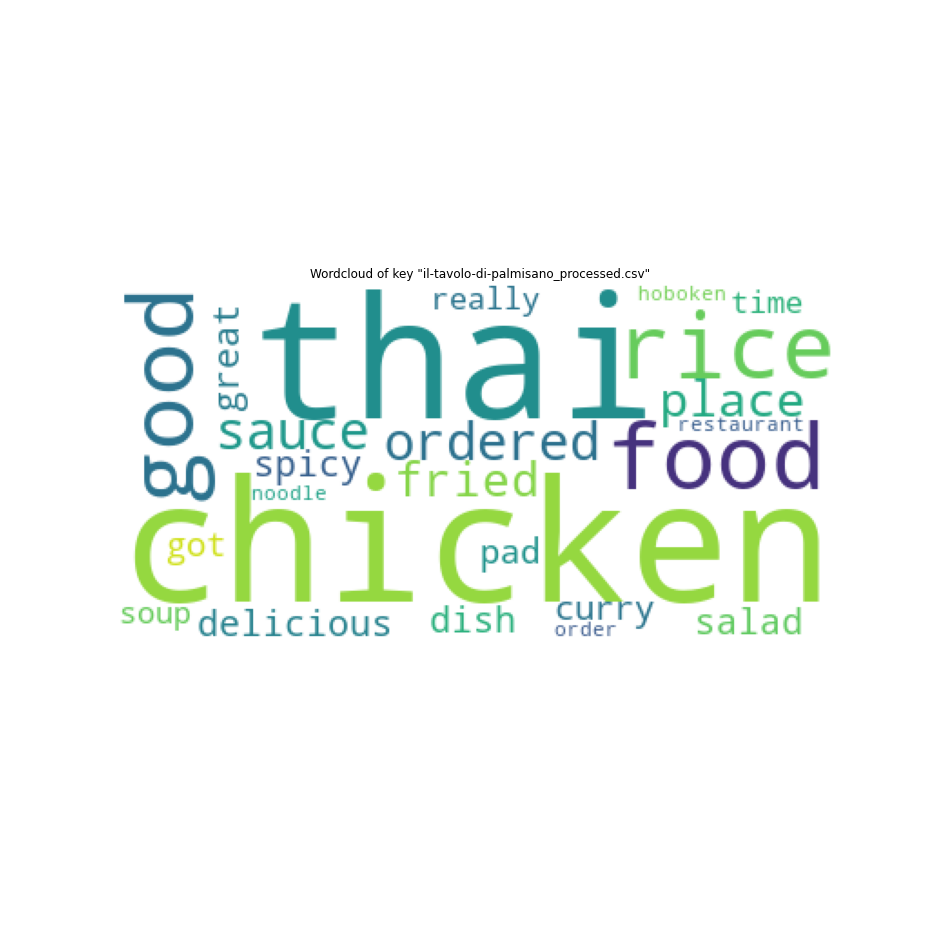 Wordcloud of key "il-tavolo-di-palmisano_processed.csv"
good
great
thai
really
hoboken
time
rice
place
restaurant
sauce
ordered
food
spicy
fried
noodle
chicken
got
pad
soup
delicious
dish
curry
order
salad